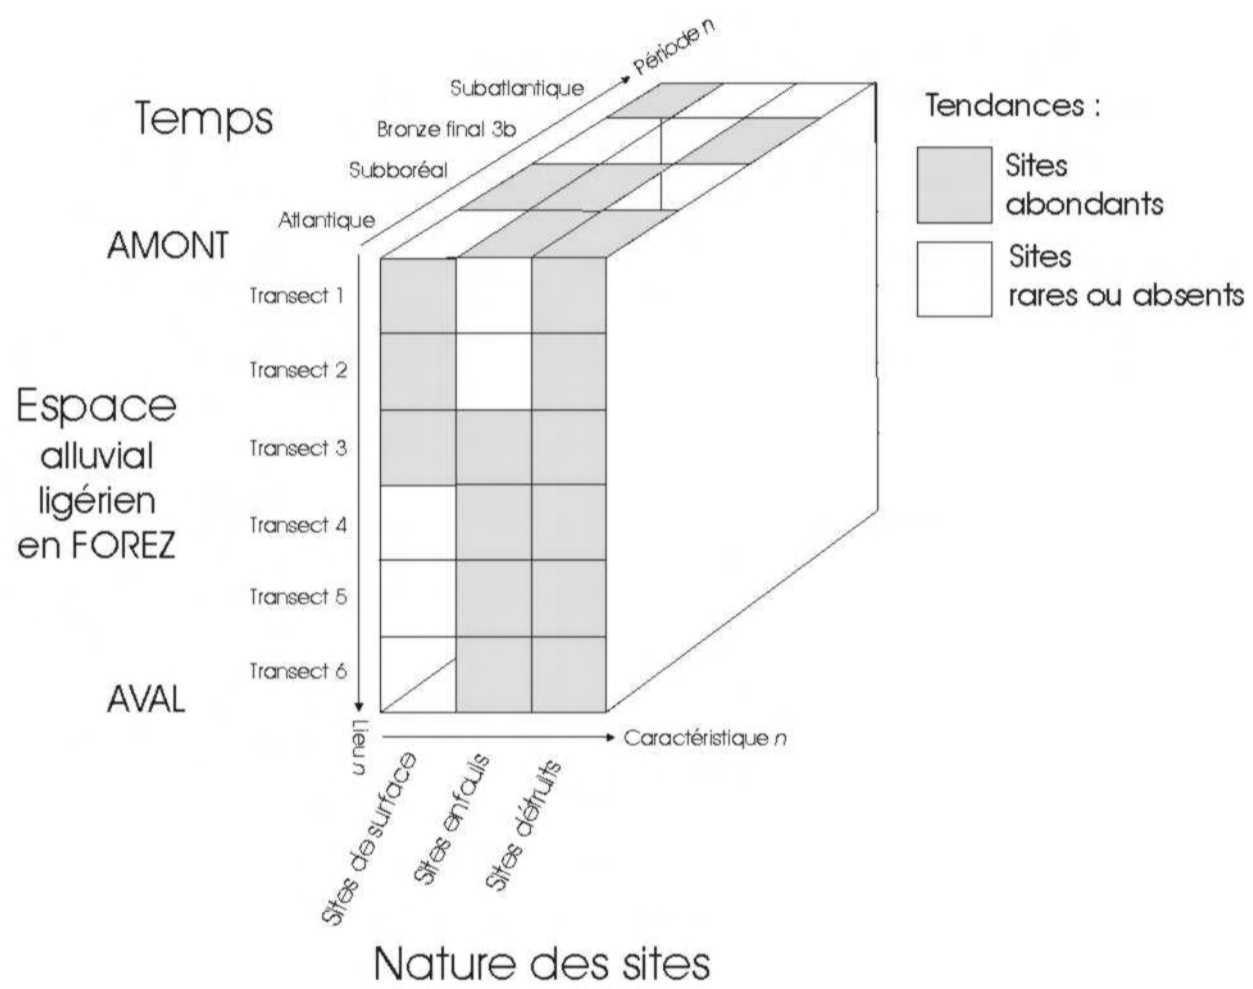 Période n
Subatlantique
Temps
Bronze final 3b
Subboréal
Atlantique
AMONT
Transect 1
Transect 2
Espace
alluvial
ligérien
en FOREZ
Transect 3
Transect 4
Transect 5
Transect 6
AVAL
Lieu n
Caractéristique n
Sites de surface
Sites enfouis
Sites détruits
Nature des sites
Tendances :
Sites
abondants
Sites
rares ou absents